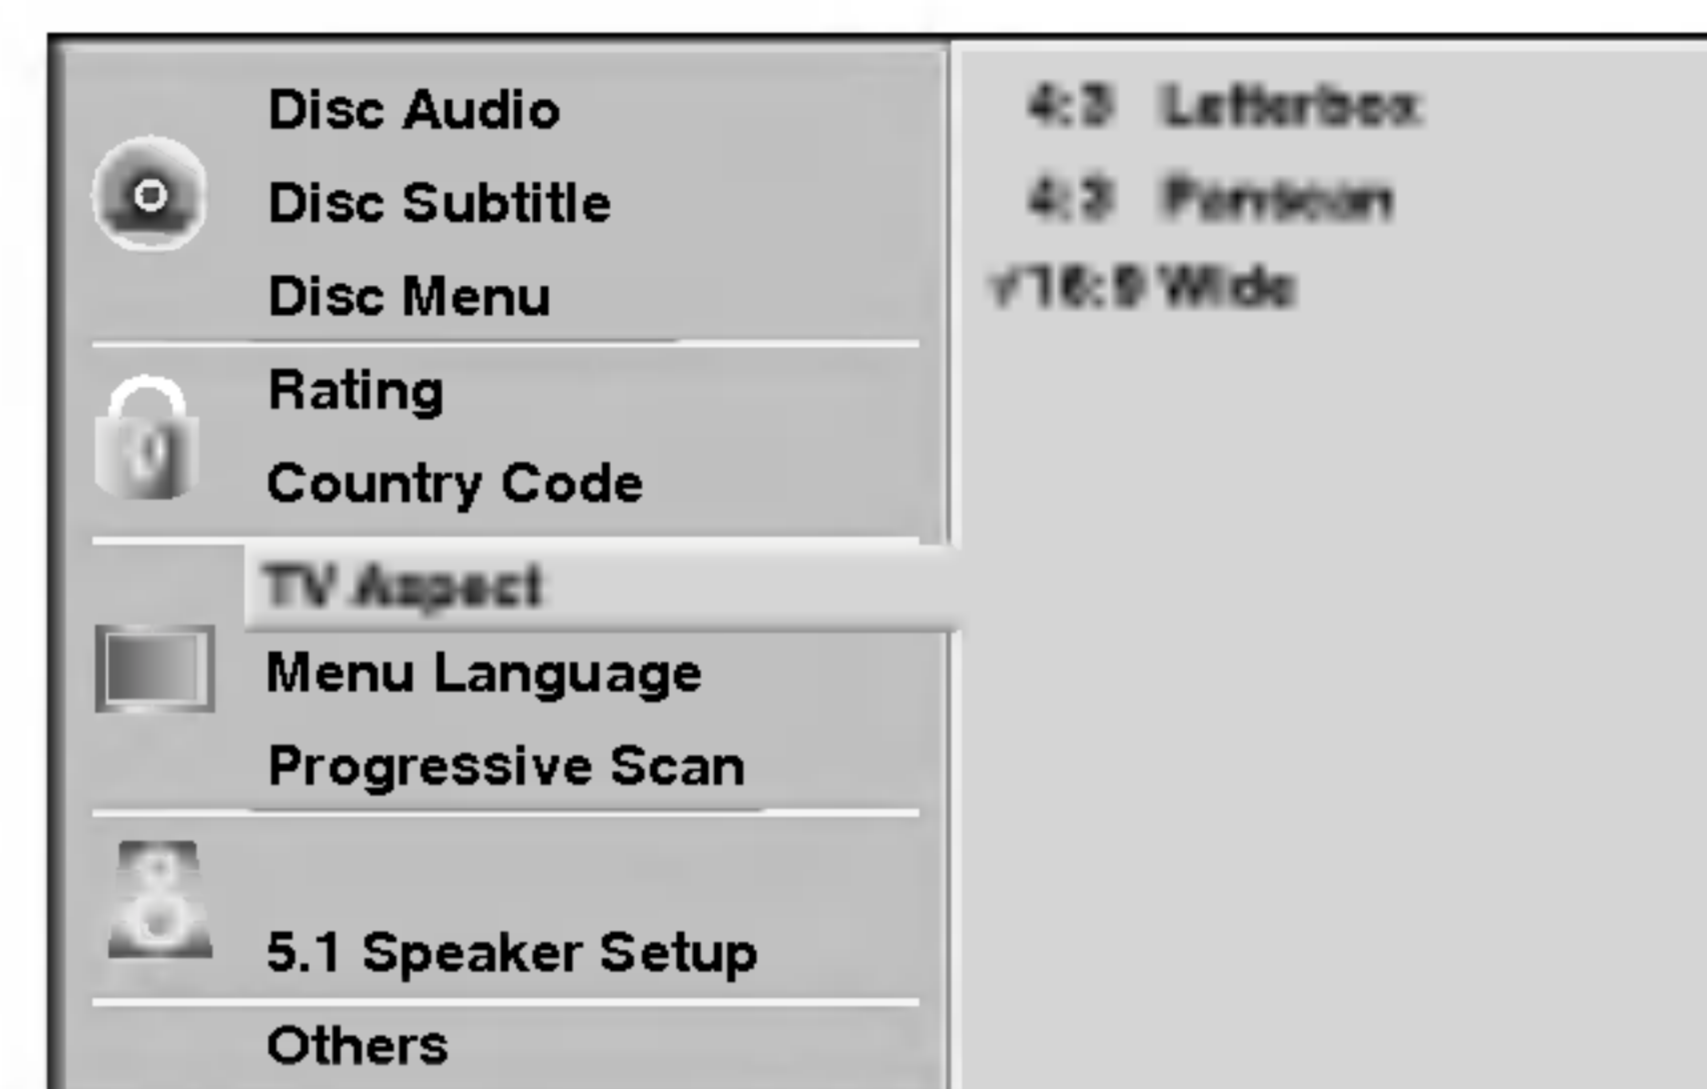 Disc Audio
Disc Subtitle
Disc Menu
Rating
Country Code
TV Aspect
Menu Language
Progressive Scan
5.1 Speaker Setup
Others
4:3 Letterbox
4:3 Panscan
√16:9 Wide